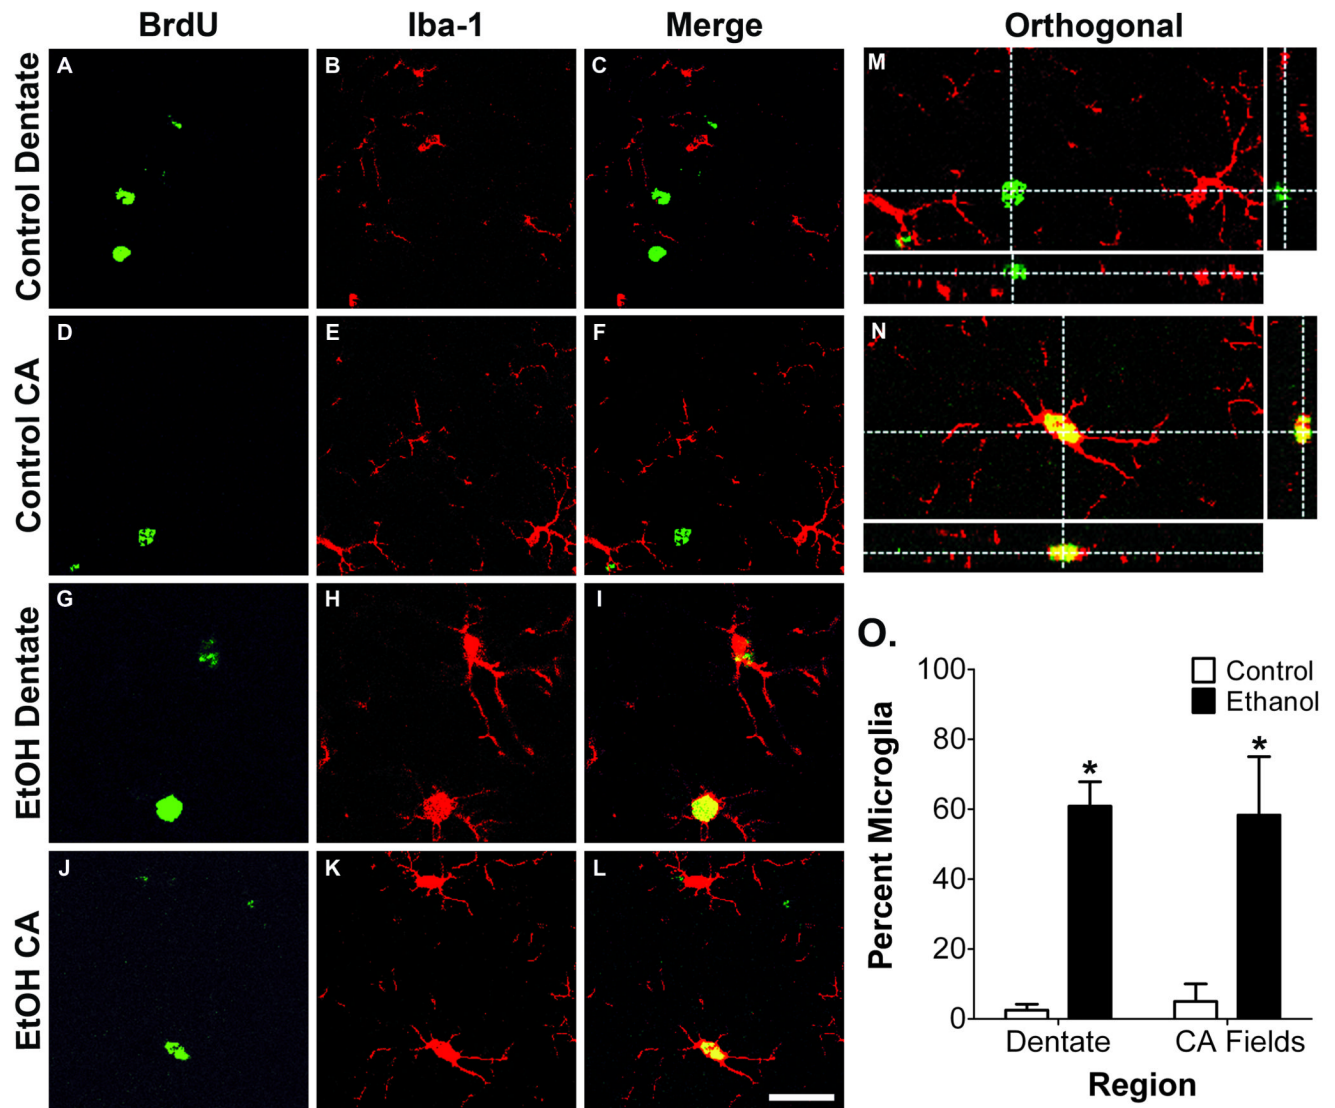 BrdU
Iba-1
Merge
Orthogonal
Control Dentate
A
B
C
M
Control CA
D
E
F
N
EtOH Dentate
G
H
I
EtOH CA
J
K
L
O.
Control
Ethanol
Percent Microglia
100
80
60
40
20
0
*
*
Dentate
CA Fields
Region